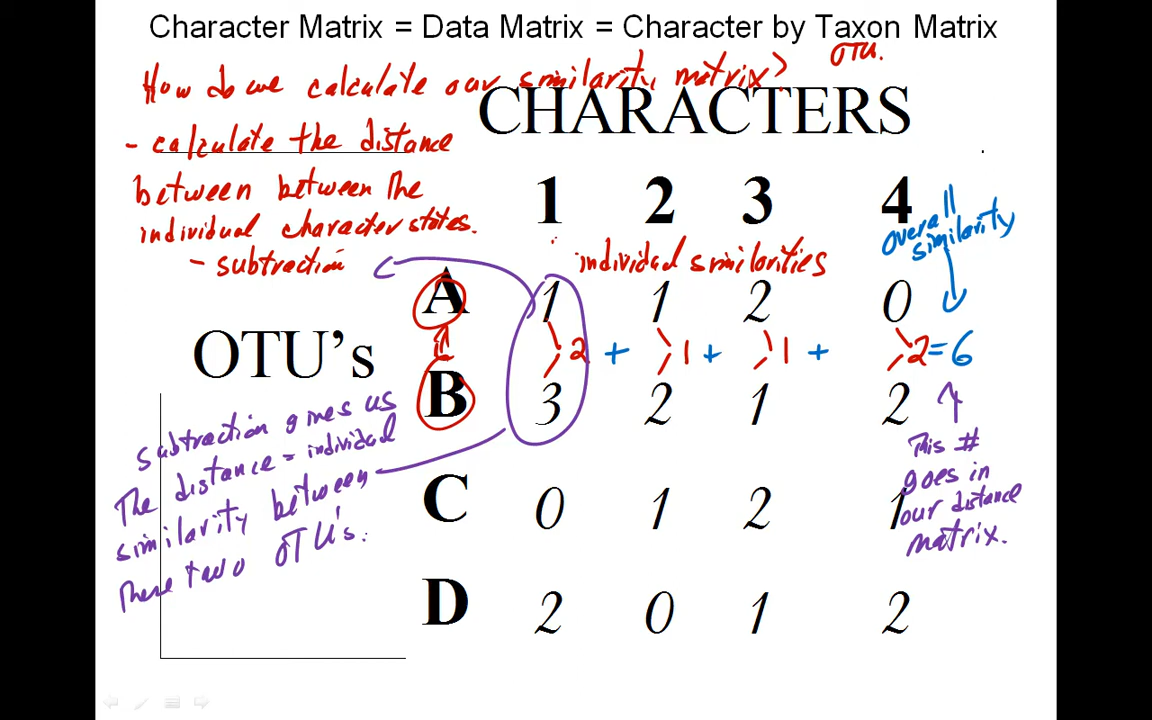 Character Matrix = Data Matrix = Character by Taxon Matrix
OTU.
How do we calculate our similarity matrix?
CHARACTERS
- calculate the distance
between between the
individual character states.
- subtraction
1 2 3 4
overall
similarity
individual similarities
A 1 1 2 0
2 + 1 + 1 + 2 = 6
OTU's
B 3 2 1 2
subtraction gives us
The distance = individual
similarity between
These two OTU's.
This #
goes in
our distance
matrix.
C 0 1 2 1
D 2 0 1 2